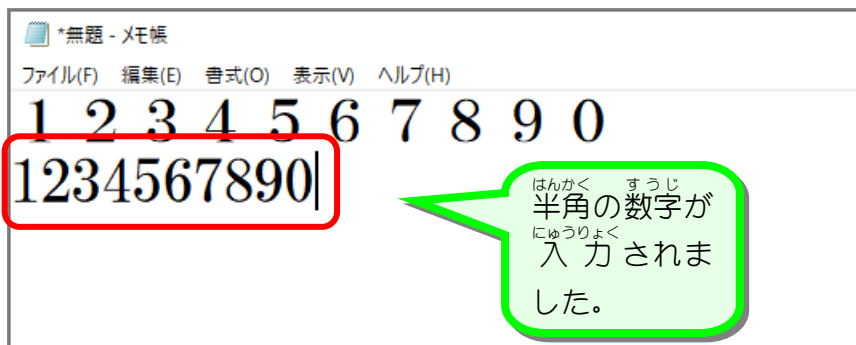 *無題 - メモ帳
ファイル(F) 編集(E) 書式(O) 表示(V) ヘルプ(H)
１２３４５６７８９０
1234567890
はんかく すうじ
半角の数字が
にゅうりょく
入力されま
した。